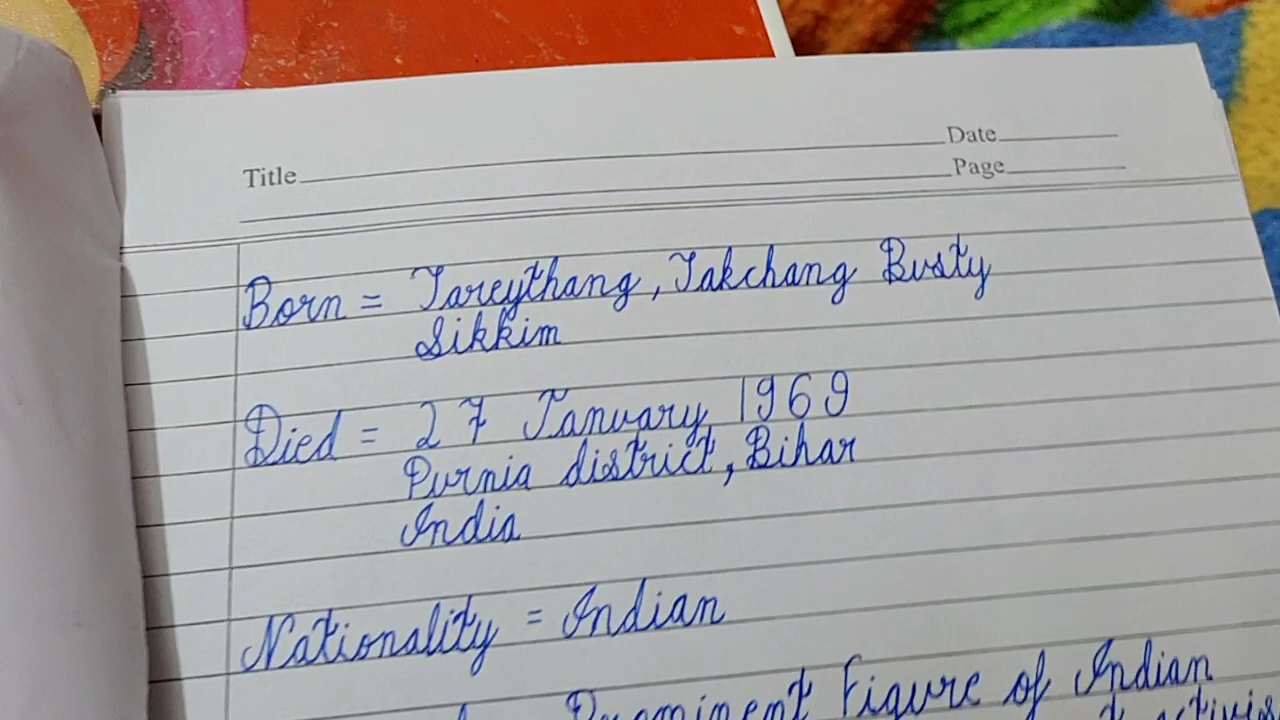 Title Date
Page
Born = Tareythang, Takchang Busty
Sikkim
Died = 27 January, 1969
Purnia district, Bihar
India
Nationality = Indian
Prominent Figure of Indian